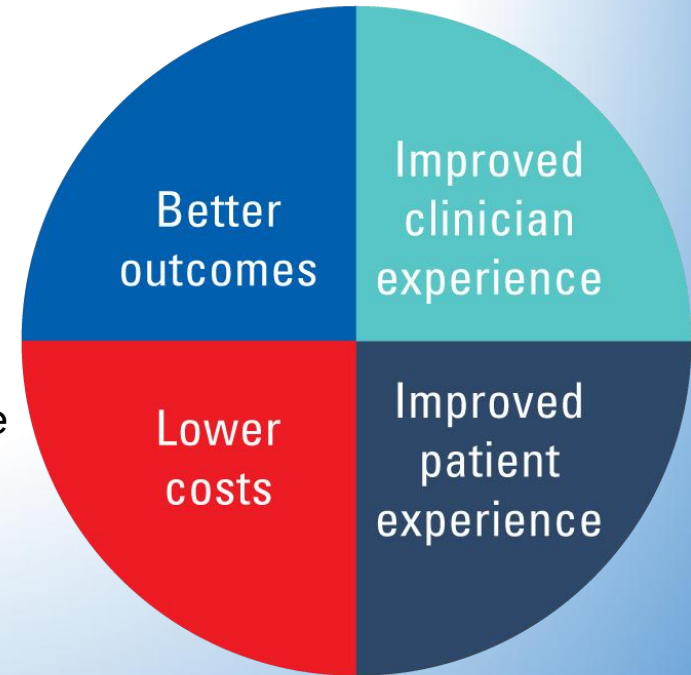 Better
outcomes
Improved
clinician
experience
e
Lower
costs
Improved
patient
experience